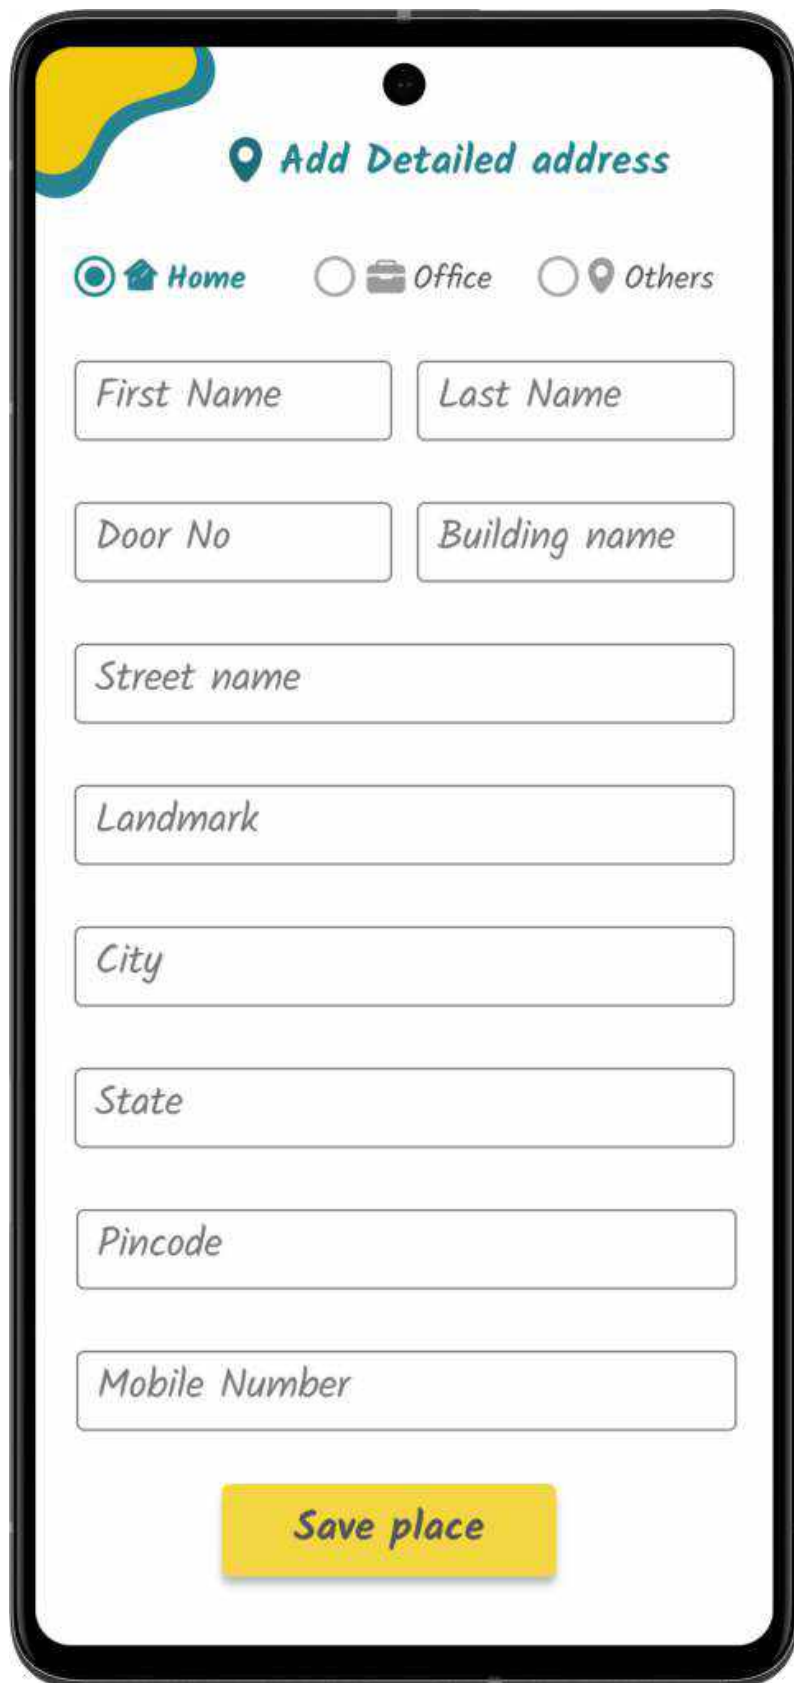 Add Detailed address
Home Office Others
First Name Last Name
Door No Building name
Street name
Landmark
City
State
Pincode
Mobile Number
Save place